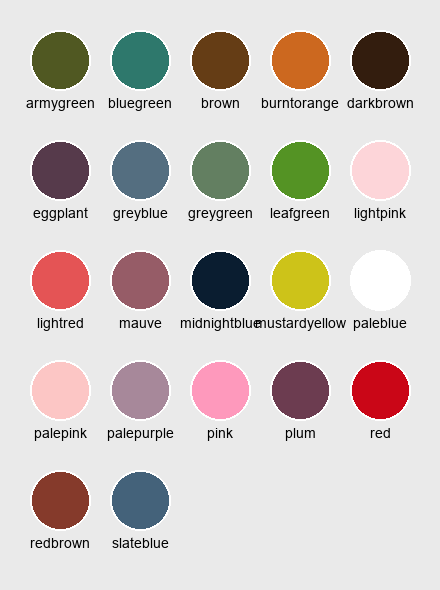 armygreen bluegreen brown burntorange darkbrown
eggplant greyblue greygreen leafgreen lightpink
lightred mauve midnightblue mustardyellow paleblue
palepink palepurple pink plum red
redbrown slateblue